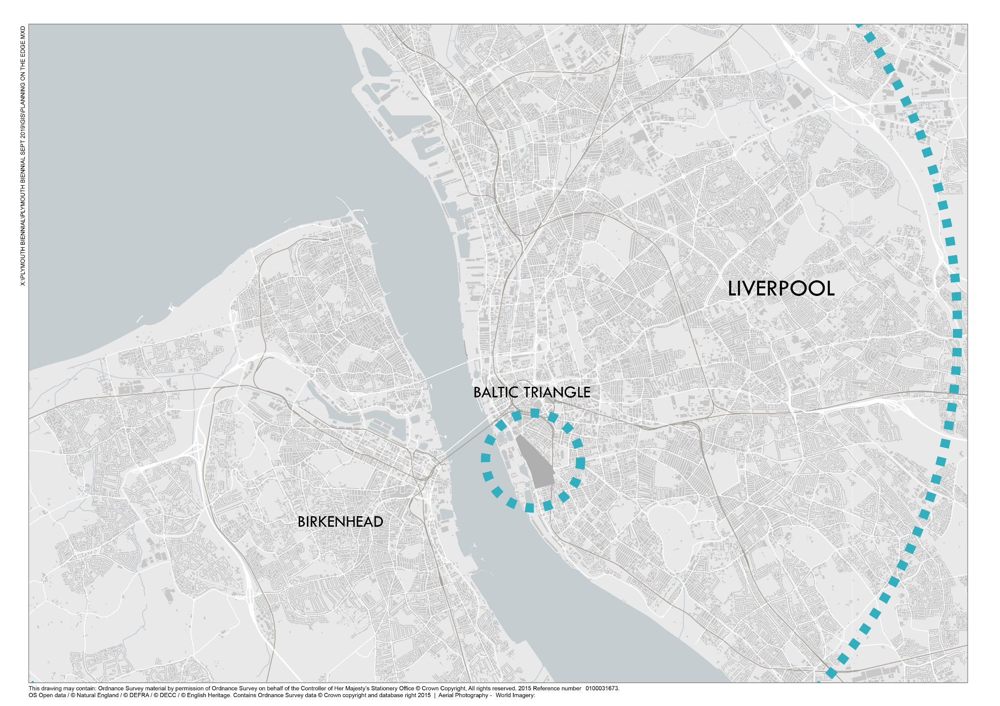 X:\PLYMOUTH BIENNIAL\PLYMOUTH BIENNIAL SEPT 2019\GIS\PLANNING ON THE EDGE.MXD
LIVERPOOL
BALTIC TRIANGLE
BIRKENHEAD
This drawing may contain: Ordnance Survey material by permission of Ordnance Survey on behalf of the Controller of Her Majesty's Stationery Office © Crown Copyright, All rights reserved. 2015 Reference number 0100031673.
OS Open data / © Natural England / © DEFRA / © DECC / © English Heritage. Contains Ordnance Survey data © Crown copyright and database right 2015 | Aerial Photography - World Imagery: